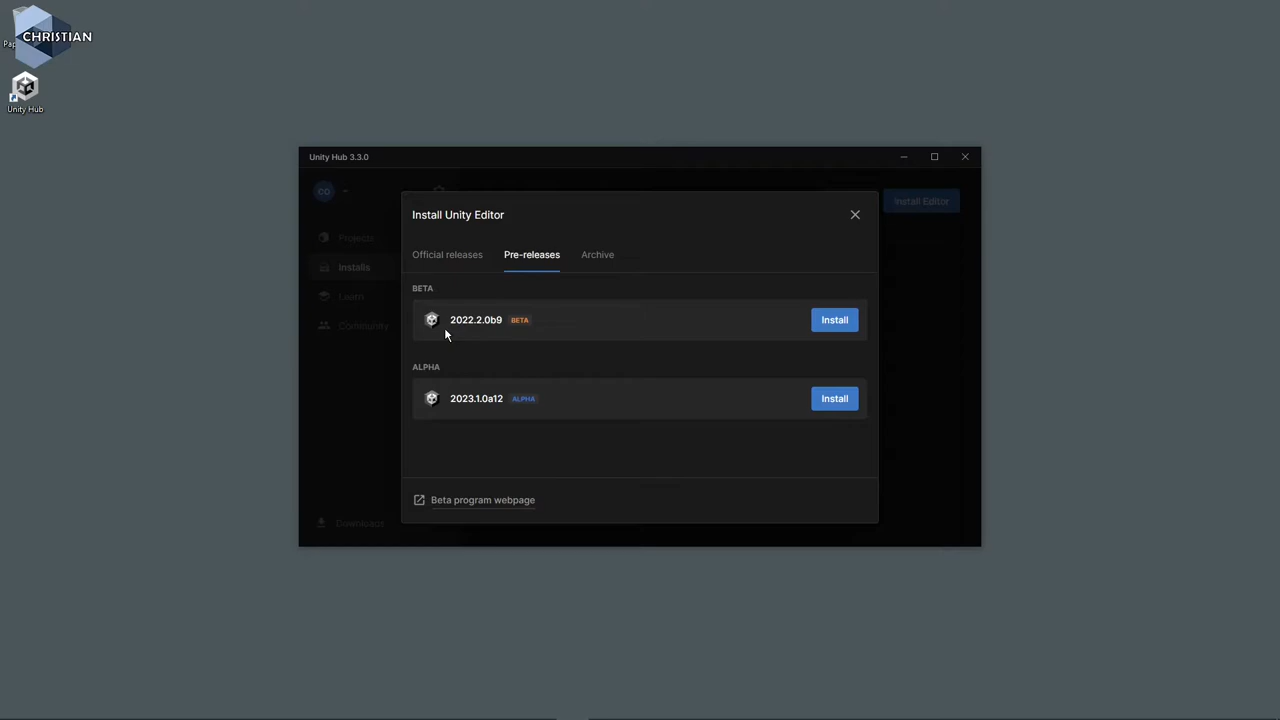 CHRISTIAN
Pap
Unity Hub
Unity Hub 3.3.0
CD
Install Editor
Install Unity Editor
Official releases
Pre-releases
Archive
Projects
Installs
Learn
Community
Downloads
BETA
2022.2.0b9 BETA
Install
ALPHA
2023.1.0a12 ALPHA
Install
Beta program webpage